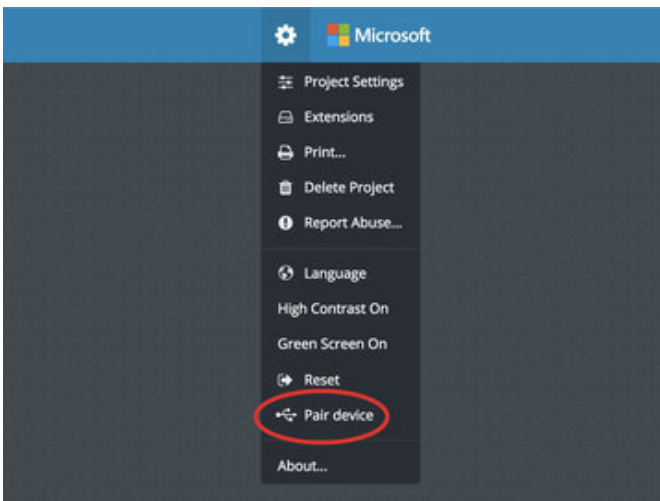 Microsoft
Project Settings
Extensions
Print...
Delete Project
Report Abuse...
Language
High Contrast On
Green Screen On
Reset
Pair device
About...